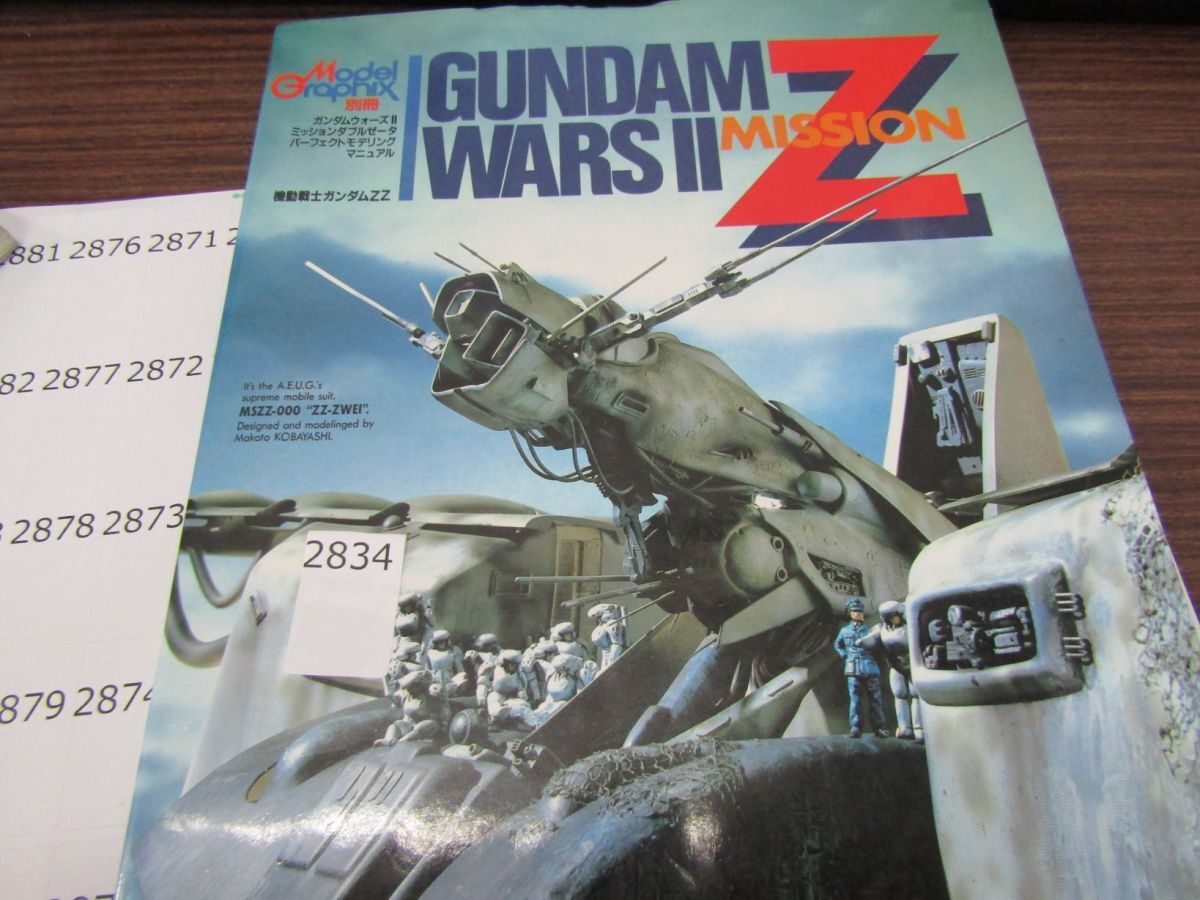 Model
Graphix
別冊
ガンダムウォーズⅡ
ミッションダブルゼータ
パーフェクトモデリング
マニュアル
機動戦士ガンダムZZ
GUNDAM
WARS II
MISSION
ZZ
It's the A.E.U.G.'s
supreme mobile suit.
MSZZ-000 "ZZ-ZWEI".
Designed and modelinged by
Makoto KOBAYASHI.
2834
2881 2876 2871
82 2877 2872
2878 2873
879 2874